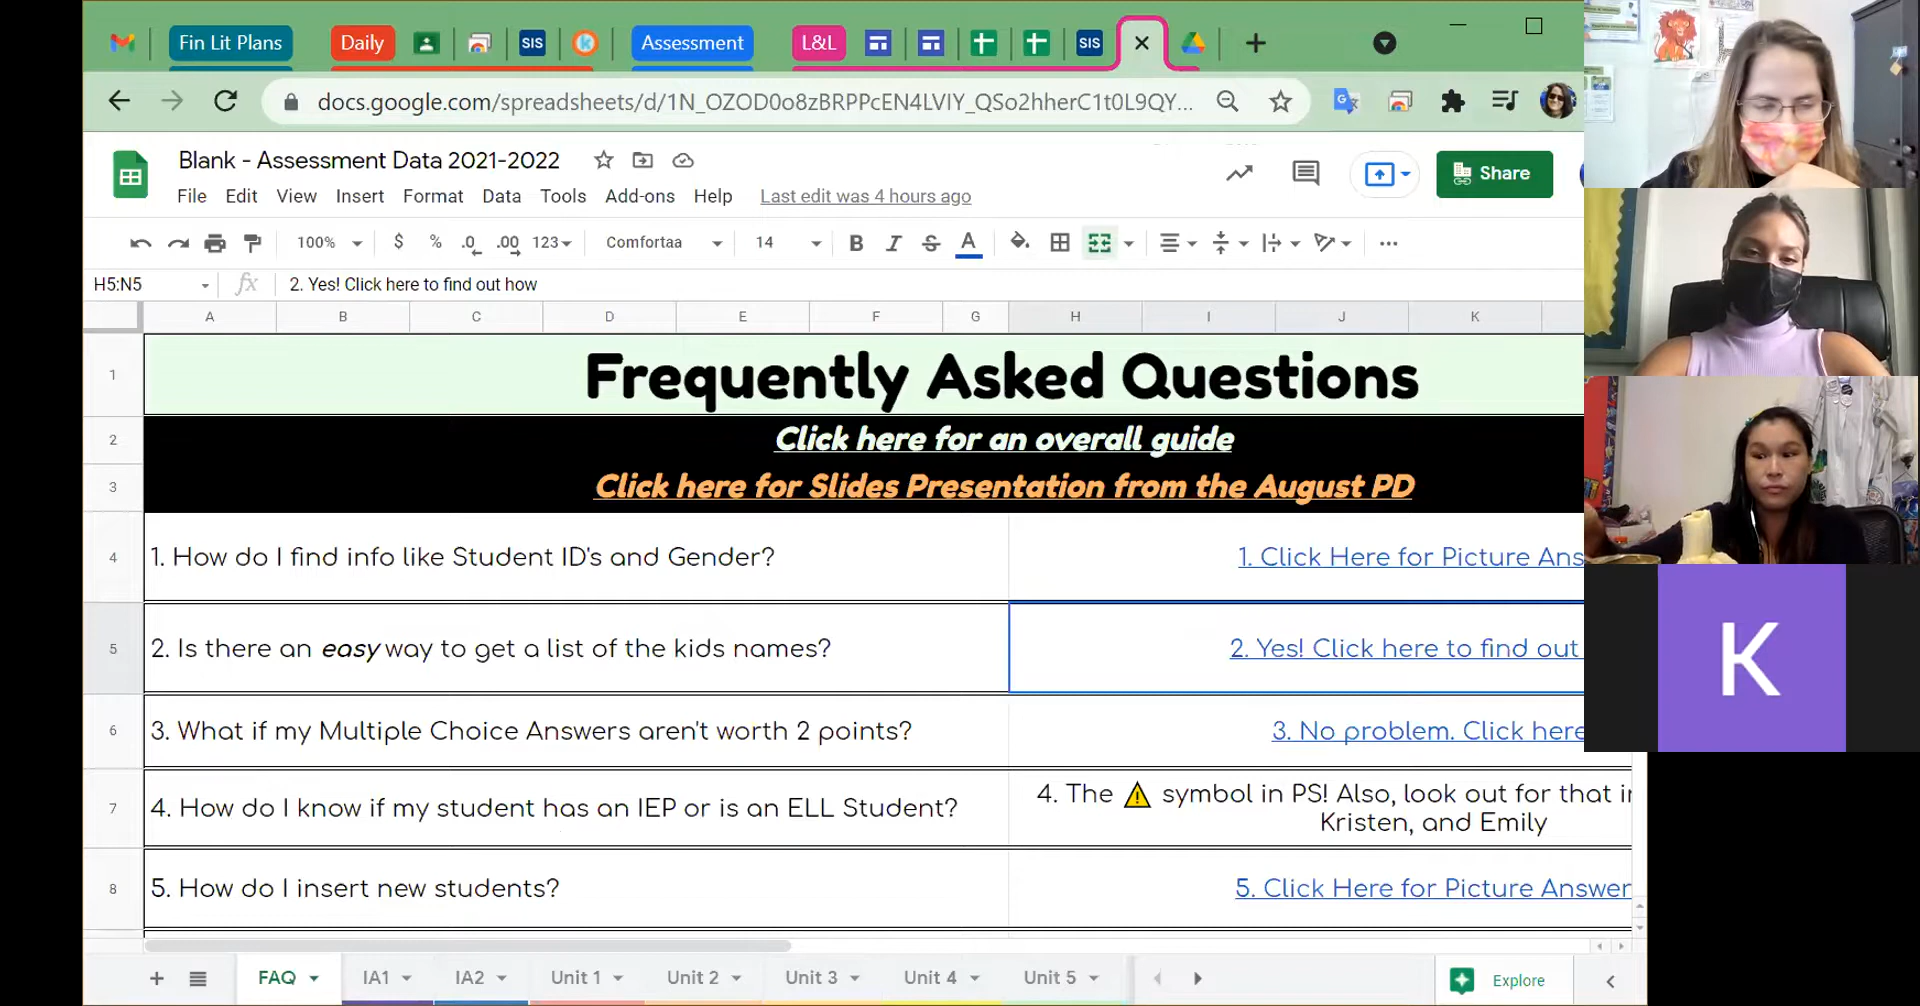 Fin Lit Plans
Daily
SIS
Assessment
L&L
SIS
docs.google.com/spreadsheets/d/1N_OZOD0o8zBRPPcEN4LVIY_QSo2hherC1t0L9QY...
Blank - Assessment Data 2021-2022
File Edit View Insert Format Data Tools Add-ons Help Last edit was 4 hours ago
Share
100% $ % .0 .00 123 Comfortaa 14 B I S A
H5:N5 fx 2. Yes! Click here to find out how
A B C D E F G H I J K
1 Frequently Asked Questions
2 Click here for an overall guide
3 Click here for Slides Presentation from the August PD
4 1. How do I find info like Student ID's and Gender? 1. Click Here for Picture Ans
5 2. Is there an easy way to get a list of the kids names? 2. Yes! Click here to find out
6 3. What if my Multiple Choice Answers aren't worth 2 points? 3. No problem. Click here
7 4. How do I know if my student has an IEP or is an ELL Student? 4. The ⚠ symbol in PS! Also, look out for that
Kristen, and Emily
8 5. How do I insert new students? 5. Click Here for Picture Answer
FAQ IA1 IA2 Unit 1 Unit 2 Unit 3 Unit 4 Unit 5 Explore
K